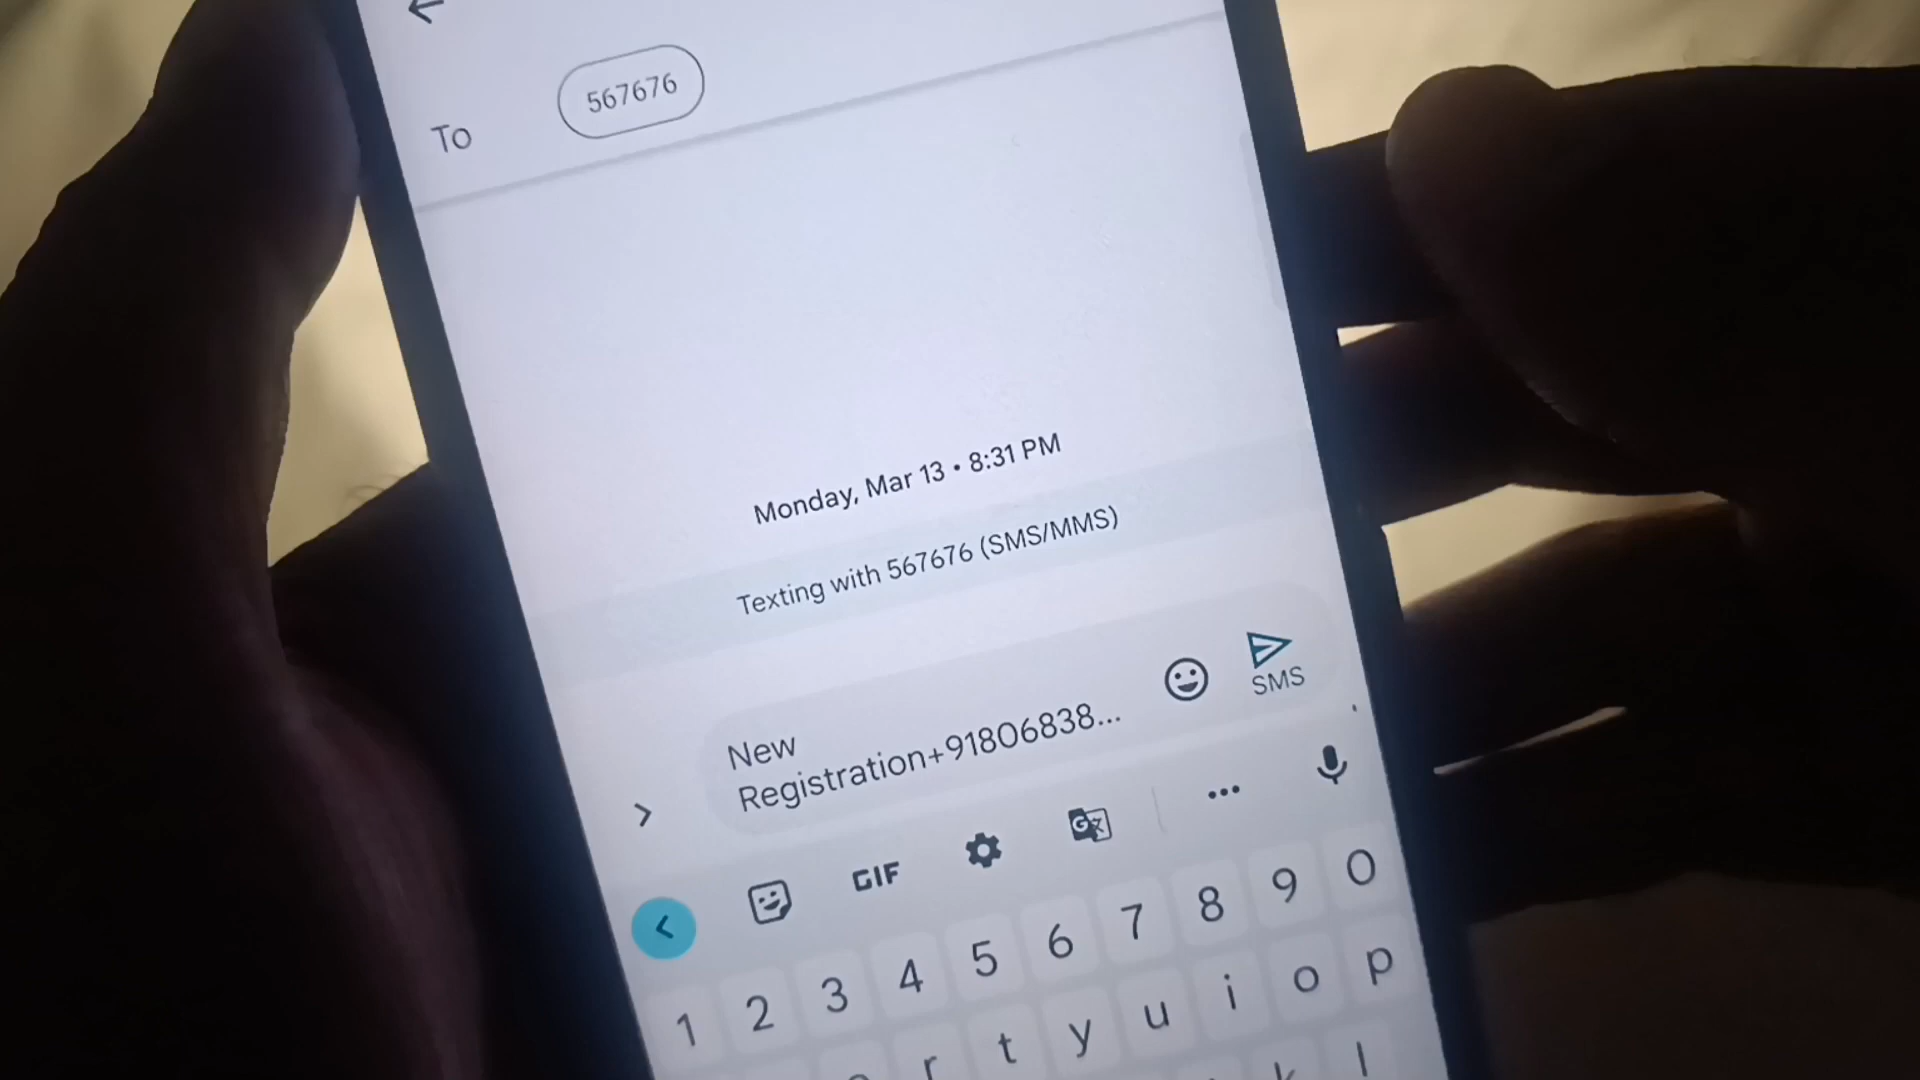 To 567676
Monday, Mar 13 • 8:31 PM
Texting with 567676 (SMS/MMS)
New
Registration+91806838...
SMS
GIF
1 2 3 4 5 6 7 8 9 0
r t y u i o p
k l